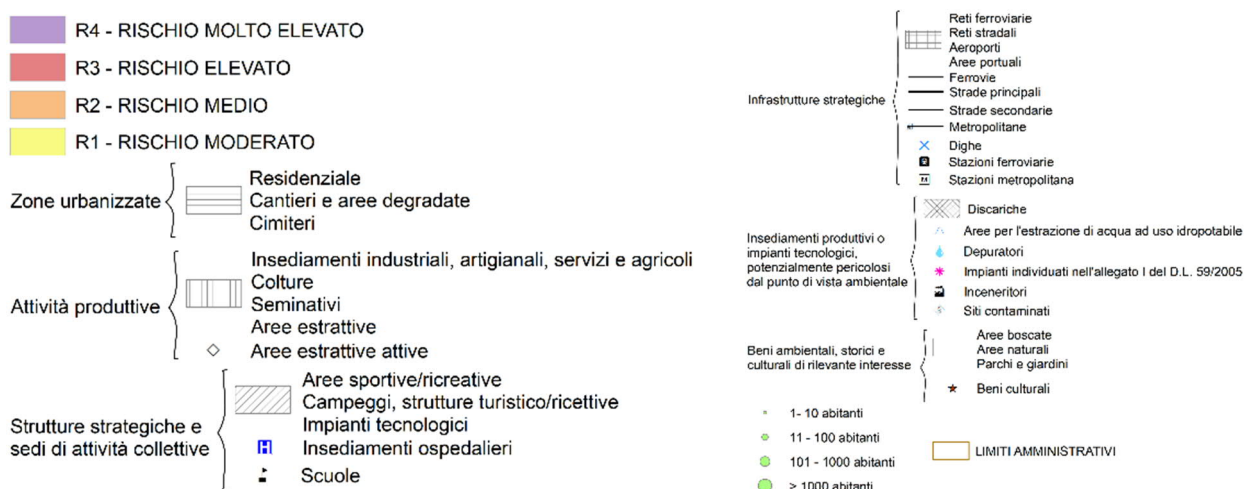 R4 - RISCHIO MOLTO ELEVATO
R3 - RISCHIO ELEVATO
R2 - RISCHIO MEDIO
R1 - RISCHIO MODERATO
Zone urbanizzate
Residenziale
Cantieri e aree degradate
Cimiteri
Attività produttive
Insediamenti industriali, artigianali, servizi e agricoli
Colture
Seminativi
Aree estrattive
Aree estrattive attive
Strutture strategiche e
sedi di attività collettive
Aree sportive/ricreative
Campeggi, strutture turistico/ricettive
Impianti tecnologici
H Insediamenti ospedalieri
Scuole
Infrastrutture strategiche
Reti ferroviarie
Reti stradali
Aeroporti
Aree portuali
Ferrovie
Strade principali
Strade secondarie
Metropolitane
Dighe
Stazioni ferroviarie
Stazioni metropolitana
Insediamenti produttivi o
impianti tecnologici,
potenzialmente pericolosi
dal punto di vista ambientale
Discariche
Aree per l'estrazione di acqua ad uso idropotabile
Depuratori
Impianti individuati nell'allegato I del D.L. 59/2005
Inceneritori
Siti contaminati
Beni ambientali, storici e
culturali di rilevante interesse
Aree boscate
Aree naturali
Parchi e giardini
Beni culturali
1- 10 abitanti
11 - 100 abitanti
101 - 1000 abitanti
> 1000 abitanti
LIMITI AMMINISTRATIVI